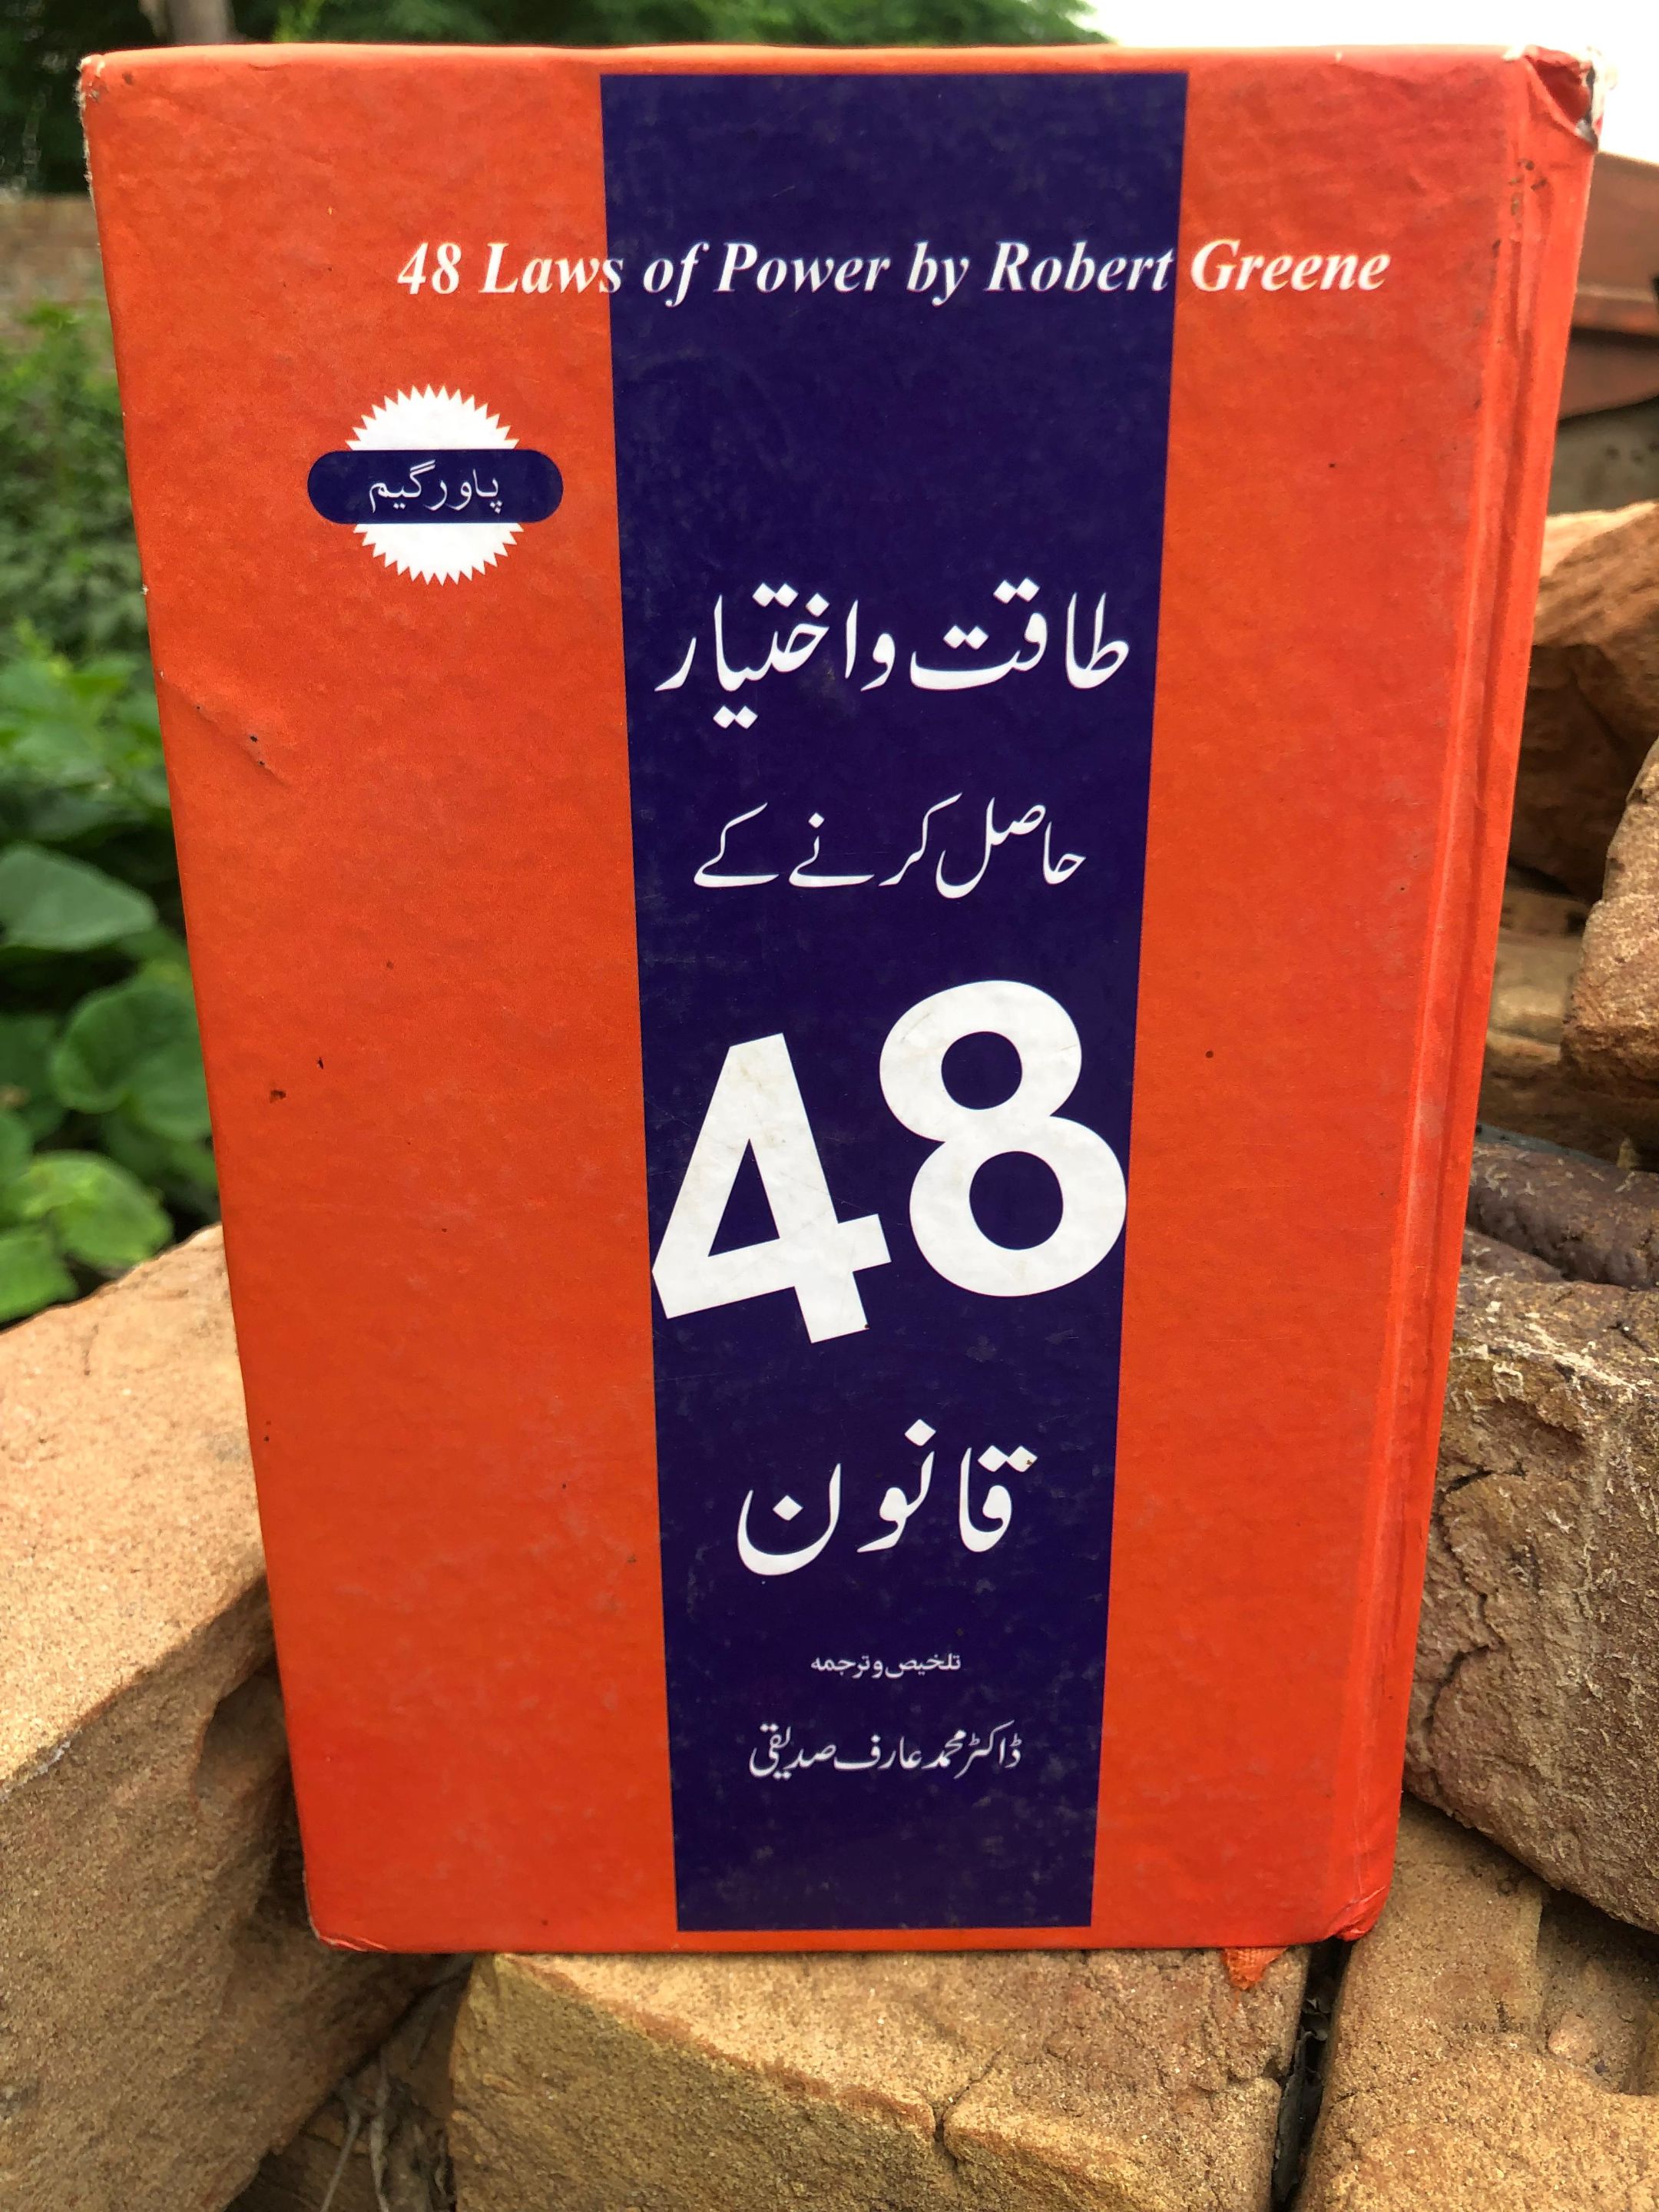 48 Laws of Power by Robert Greene
پاور گیم
طاقت و اختیار
حاصل کرنے کے
48
قانون
تلخیص و ترجمہ
ڈاکٹر محمد عارف صدیقی